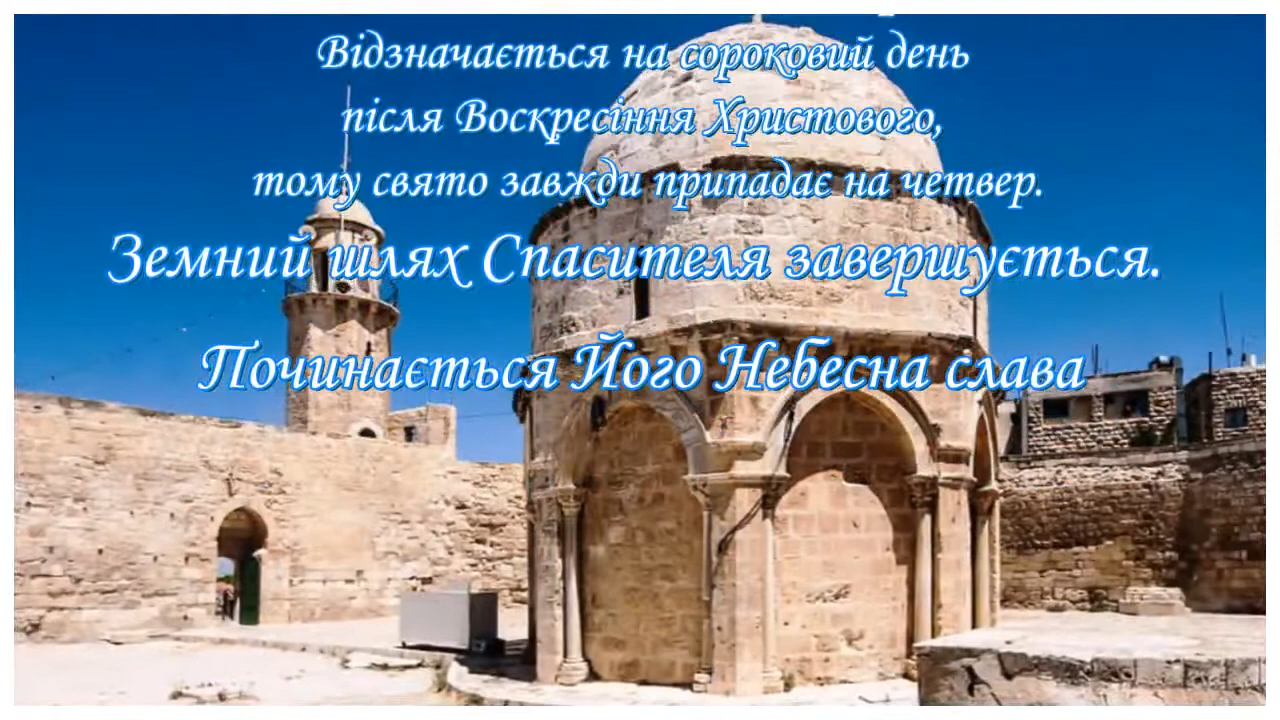 Відзначається на сороковий день
після Воскресіння Христового,
тому свято завжди припадає на четвер.
Земний шлях Спасителя завершується.
Починається Його Небесна слава